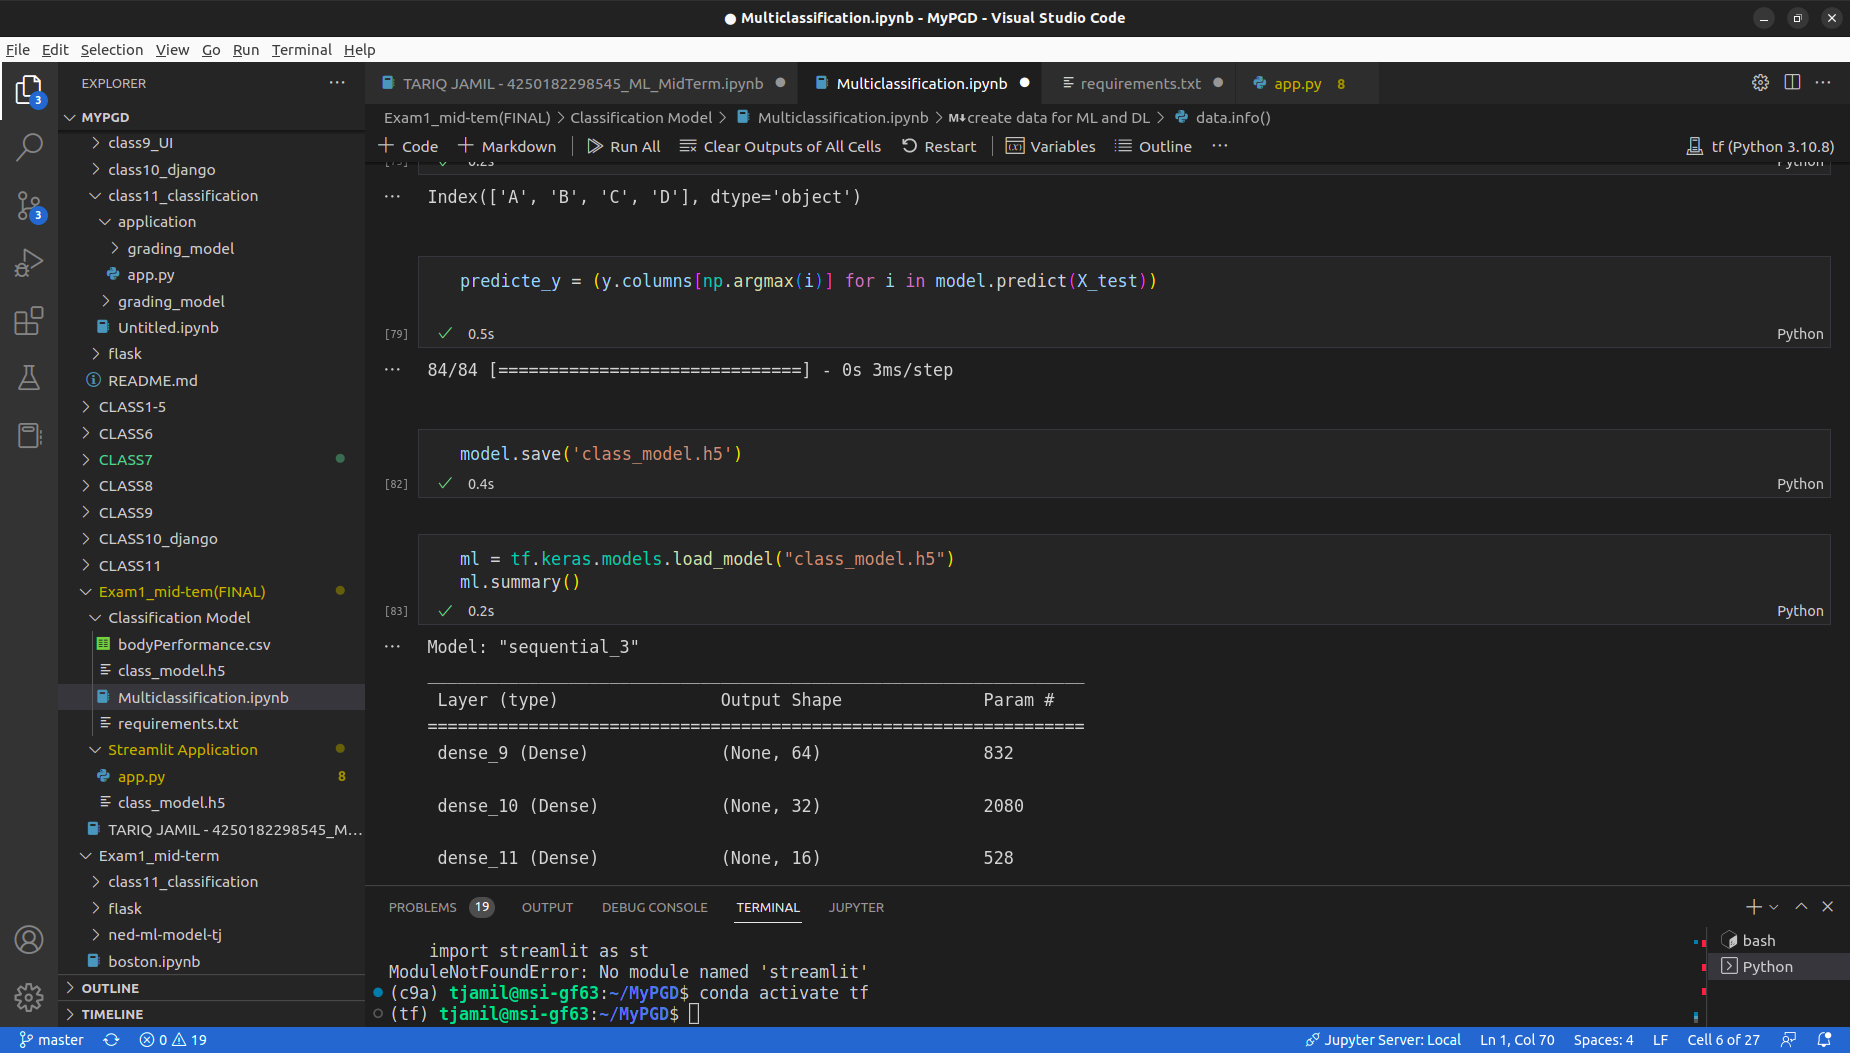 ● Multiclassification.ipynb - MyPGD - Visual Studio Code
File Edit Selection View Go Run Terminal Help
3
3
EXPLORER
MYPGD
class9_UI
class10_django
class11_classification
application
grading_model
app.py
grading_model
Untitled.ipynb
flask
README.md
CLASS1-5
CLASS6
CLASS7
CLASS8
CLASS9
CLASS10_django
CLASS11
Exam1_mid-tem(FINAL)
Classification Model
bodyPerformance.csv
class_model.h5
Multiclassification.ipynb
requirements.txt
Streamlit Application
app.py 8
class_model.h5
TARIQ JAMIL - 4250182298545_M...
Exam1_mid-term
class11_classification
flask
ned-ml-model-tj
boston.ipynb
OUTLINE
TIMELINE
TARIQ JAMIL - 4250182298545_ML_MidTerm.ipynb Multiclassification.ipynb requirements.txt app.py 8
Exam1_mid-tem(FINAL) > Classification Model > Multiclassification.ipynb > M↓create data for ML and DL > data.info()
+ Code + Markdown Run All Clear Outputs of All Cells Restart Variables Outline ... tf (Python 3.10.8)
0.2s Python
Index(['A', 'B', 'C', 'D'], dtype='object')
predicte_y = (y.columns[np.argmax(i)] for i in model.predict(X_test))
[79] 0.5s Python
84/84 [==============================] - 0s 3ms/step
model.save('class_model.h5')
[82] 0.4s Python
ml = tf.keras.models.load_model("class_model.h5")
ml.summary()
[83] 0.2s Python
Model: "sequential_3"
_________________________________________________________________
Layer (type) Output Shape Param #
=================================================================
dense_9 (Dense) (None, 64) 832
dense_10 (Dense) (None, 32) 2080
dense_11 (Dense) (None, 16) 528
PROBLEMS 19 OUTPUT DEBUG CONSOLE TERMINAL JUPYTER
import streamlit as st
ModuleNotFoundError: No module named 'streamlit'
(c9a) tjamil@msi-gf63:~/MyPGD$ conda activate tf
(tf) tjamil@msi-gf63:~/MyPGD$
bash
Python
master 0 19 Jupyter Server: Local Ln 1, Col 70 Spaces: 4 LF Cell 6 of 27